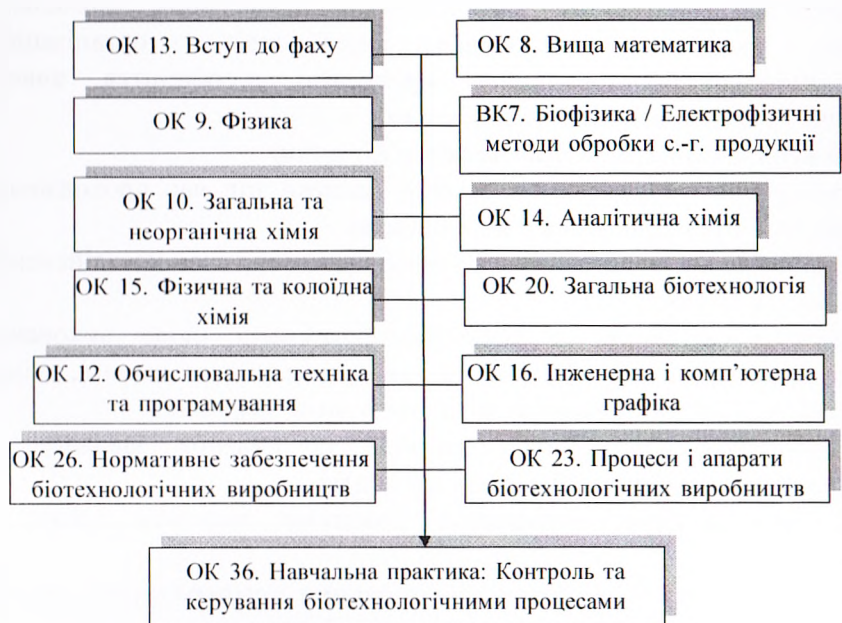 ОК 13. Вступ до фаху
ОК 8. Вища математика
ОК 9. Фізика
ВК7. Біофізика / Електрофізичні
методи обробки с.-г. продукції
ОК 10. Загальна та
неорганічна хімія
ОК 14. Аналітична хімія
ОК 15. Фізична та колоїдна
хімія
ОК 20. Загальна біотехнологія
ОК 12. Обчислювальна техніка
та програмування
ОК 16. Інженерна і комп’ютерна
графіка
ОК 26. Нормативне забезпечення
біотехнологічних виробництв
ОК 23. Процеси і апарати
біотехнологічних виробництв
ОК 36. Навчальна практика: Контроль та
керування біотехнологічними процесами